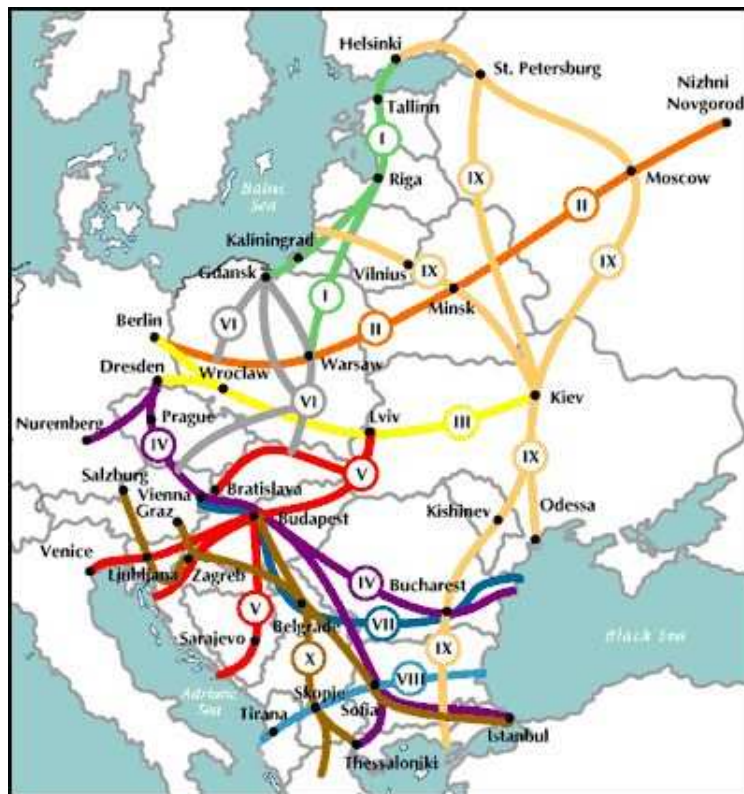 Helsinki
St. Petersburg
Nizhni
Novgorod
Tallinn
I
IX
Moscow
Riga
Baltic
Sea
II
Kaliningrad
Vilnius
IX
IX
Gdansk
I
Minsk
Berlin
VI
II
Dresden
Wroclaw
Warsaw
Kiev
VI
Nuremberg
Prague
Lviv
III
IV
IX
Salzburg
V
Vienna
Bratislava
Graz
Budapest
Kishinev
Odessa
Venice
Ljubljana
Zagreb
IV
Bucharest
V
Belgrade
VII
Sarajevo
IX
Black Sea
X
Adriatic
Sea
Skopje
VIII
Tirana
Sofia
Istanbul
Thessaloniki